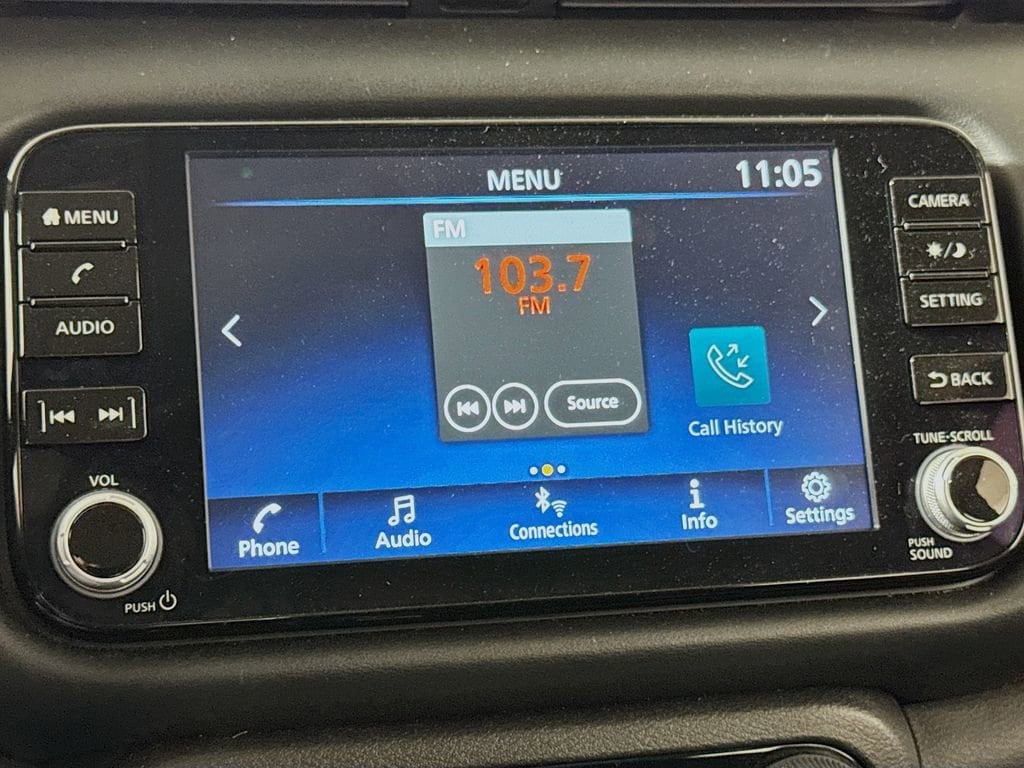 MENU
11:05
MENU
AUDIO
VOL
PUSH
FM
103.7
FM
Source
Call History
Phone
Audio
Connections
Info
Settings
CAMERA
SETTING
BACK
TUNE·SCROLL
PUSH
SOUND